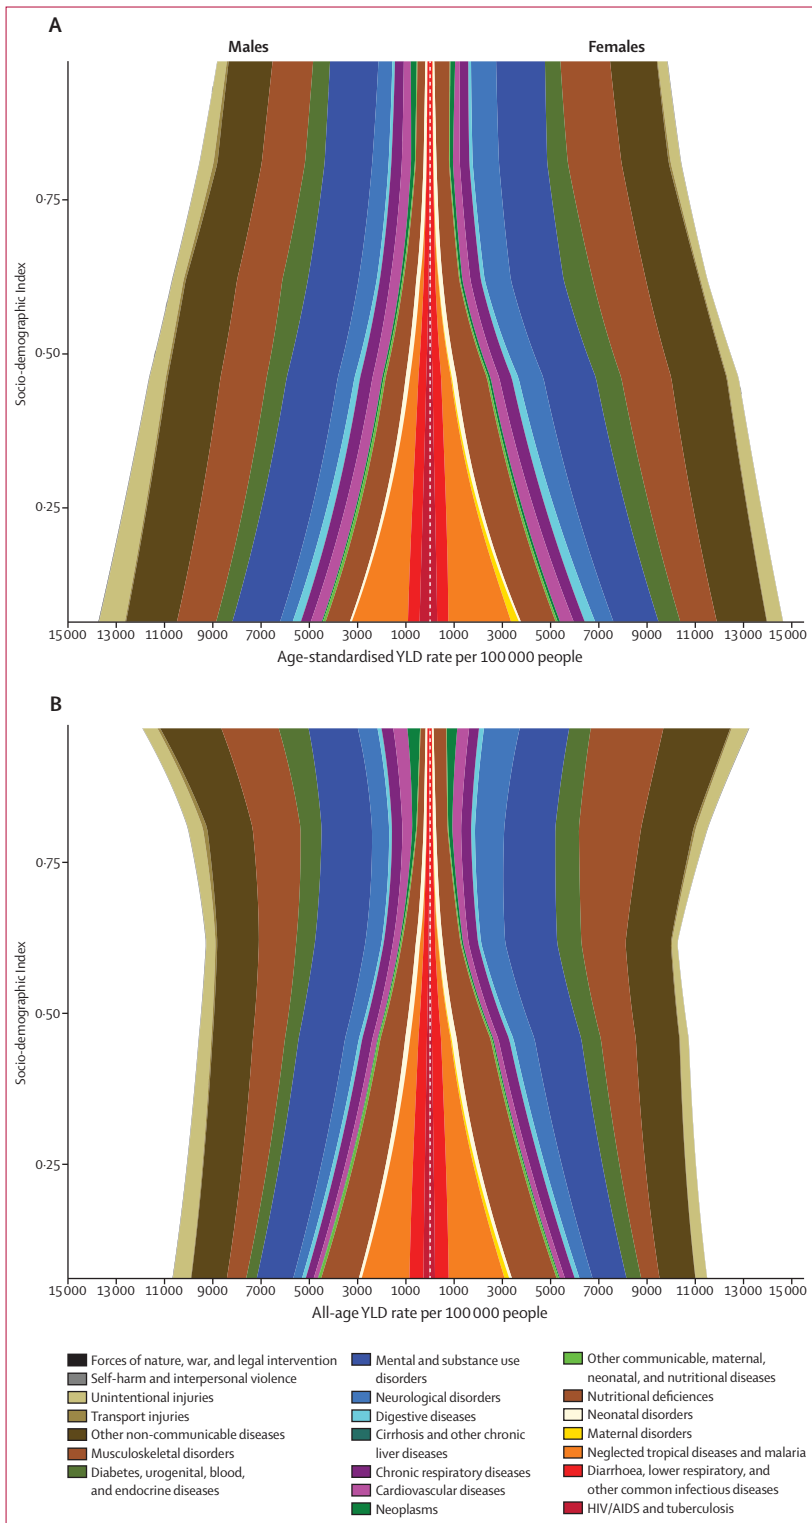 A
Males Females
0·75
0·50
0·25
Socio-demographic Index
15 000 13 000 11 000 9000 7000 5000 3000 1000 1000 3000 5000 7000 9000 11 000 13 000 15 000
Age-standardised YLD rate per 100 000 people
B
0·75
0·50
0·25
Socio-demographic Index
15 000 13 000 11 000 9000 7000 5000 3000 1000 1000 3000 5000 7000 9000 11 000 13 000 15 000
All-age YLD rate per 100 000 people
Forces of nature, war, and legal intervention
Self-harm and interpersonal violence
Unintentional injuries
Transport injuries
Other non-communicable diseases
Musculoskeletal disorders
Diabetes, urogenital, blood,
and endocrine diseases
Mental and substance use
disorders
Neurological disorders
Digestive diseases
Cirrhosis and other chronic
liver diseases
Chronic respiratory diseases
Cardiovascular diseases
Neoplasms
Other communicable, maternal,
neonatal, and nutritional diseases
Nutritional deficiences
Neonatal disorders
Maternal disorders
Neglected tropical diseases and malaria
Diarrhoea, lower respiratory, and
other common infectious diseases
HIV/AIDS and tuberculosis